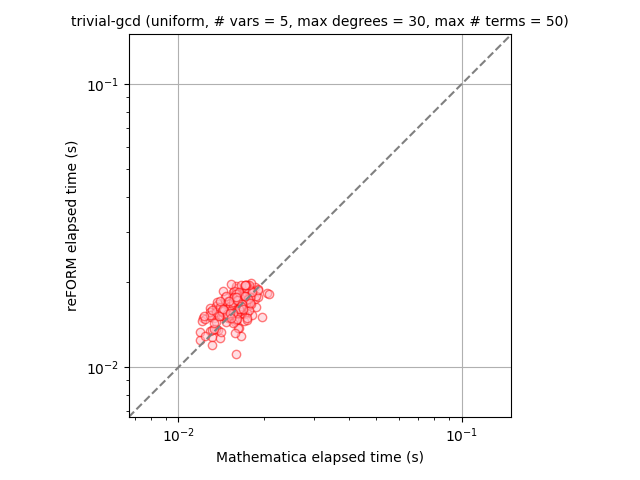 trivial-gcd (uniform, # vars = 5, max degrees = 30, max # terms = 50)
10⁻¹
10⁻²
reFORM elapsed time (s)
10⁻²
10⁻¹
Mathematica elapsed time (s)